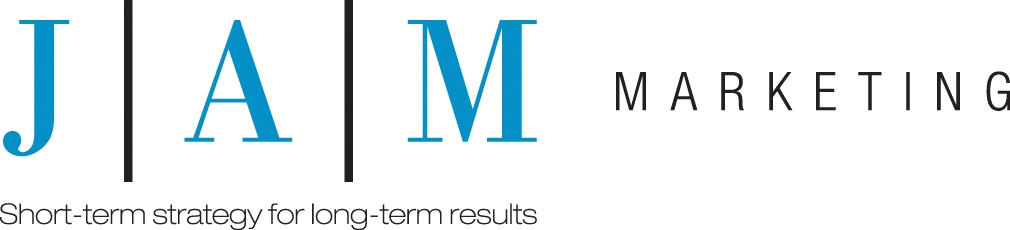 J|A|M MARKETING
Short-term strategy for long-term results